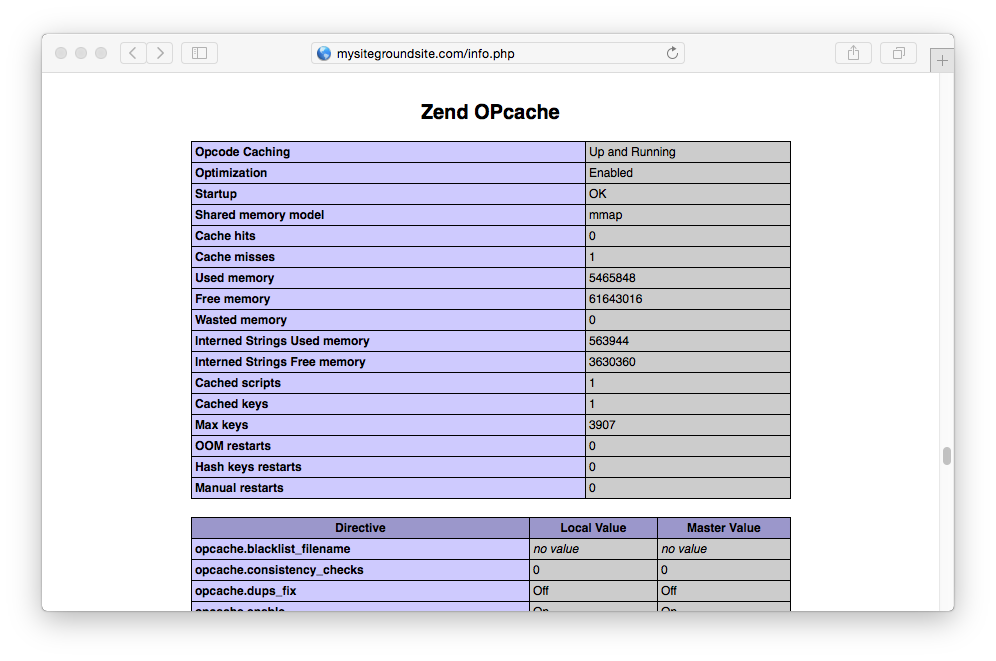 mysitegroundsite.com/info.php
Zend OPcache
Opcode Caching Up and Running
Optimization Enabled
Startup OK
Shared memory model mmap
Cache hits 0
Cache misses 1
Used memory 5465848
Free memory 61643016
Wasted memory 0
Interned Strings Used memory 563944
Interned Strings Free memory 3630360
Cached scripts 1
Cached keys 1
Max keys 3907
OOM restarts 0
Hash keys restarts 0
Manual restarts 0
Directive Local Value Master Value
opcache.blacklist_filename no value no value
opcache.consistency_checks 0 0
opcache.dups_fix Off Off
opcache.enable On On